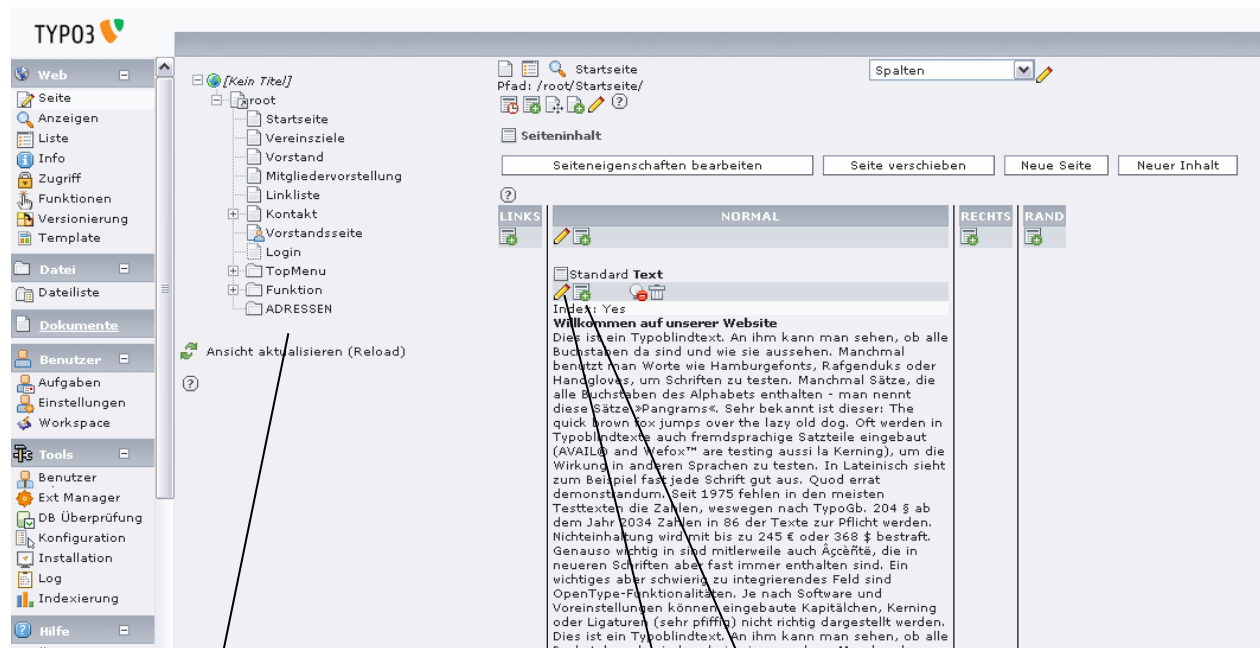 TYPO3
Web
Seite
Anzeigen
Liste
Info
Zugriff
Funktionen
Versionierung
Template
Datei
Dateiliste
Dokumente
Benutzer
Aufgaben
Einstellungen
Workspace
Tools
Benutzer
Ext Manager
DB Überprüfung
Konfiguration
Installation
Log
Indexierung
Hilfe
[Kein Titel]
root
Startseite
Vereinsziele
Vorstand
Mitgliedervorstellung
Linkliste
Kontakt
Vorstandsseite
Login
TopMenu
Funktion
ADRESSEN
Ansicht aktualisieren (Reload)
Startseite
Pfad: /root/Startseite/
Spalten
Seiteninhalt
Seiteneigenschaften bearbeiten
Seite verschieben
Neue Seite
Neuer Inhalt
LINKS
NORMAL
RECHTS
RAND
Standard Text
Index: Yes
Willkommen auf unserer Website
Dies ist ein Typoblindtext. An ihm kann man sehen, ob alle
Buchstaben da sind und wie sie aussehen. Manchmal
benutzt man Worte wie Hamburgefonts, Rafgenduks oder
Handgloves, um Schriften zu testen. Manchmal Sätze, die
alle Buchstaben des Alphabets enthalten - man nennt
diese Sätze »Pangrams«. Sehr bekannt ist dieser: The
quick brown fox jumps over the lazy old dog. Oft werden in
Typoblindtexte auch fremdsprachige Satzteile eingebaut
(AVAIL® and Wefox™ are testing aussi la Kerning), um die
Wirkung in anderen Sprachen zu testen. In Lateinisch sieht
zum Beispiel fast jede Schrift gut aus. Quod errat
demonstrandum. Seit 1975 fehlen in den meisten
Testtexten die Zahlen, weswegen nach TypoGb. 204 § ab
dem Jahr 2034 Zahlen in 86 der Texte zur Pflicht werden.
Nichteinhaltung wird mit bis zu 245 € oder 368 $ bestraft.
Genauso wichtig in sind mitlerweile auch Âçcèñtë, die in
neueren Schriften aber fast immer enthalten sind. Ein
wichtiges aber schwierig zu integrierendes Feld sind
OpenType-Funktionalitäten. Je nach Software und
Voreinstellungen können eingebaute Kapitälchen, Kerning
oder Ligaturen (sehr pfiffig) nicht richtig dargestellt werden.
Dies ist ein Typoblindtext. An ihm kann man sehen, ob alle